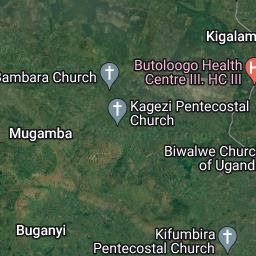 Kigalam
Butoloogo Health
Centre III. HC III
Bambara Church
Kagezi Pentecostal
Church
Mugamba
Biwalwe Church
of Ugand
Buganyi
Kifumbira
Pentecostal Church